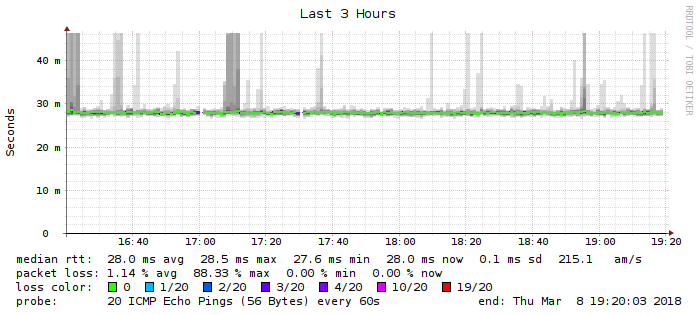 Last 3 Hours
RRDTOOL / TOBI OETIKER
Seconds
40 m
30 m
20 m
10 m
0
16:40 17:00 17:20 17:40 18:00 18:20 18:40 19:00 19:20
median rtt: 28.0 ms avg 28.5 ms max 27.6 ms min 28.0 ms now 0.1 ms sd 215.1 am/s
packet loss: 1.14 % avg 88.33 % max 0.00 % min 0.00 % now
loss color: 0 1/20 2/20 3/20 4/20 10/20 19/20
probe: 20 ICMP Echo Pings (56 Bytes) every 60s end: Thu Mar 8 19:20:03 2018